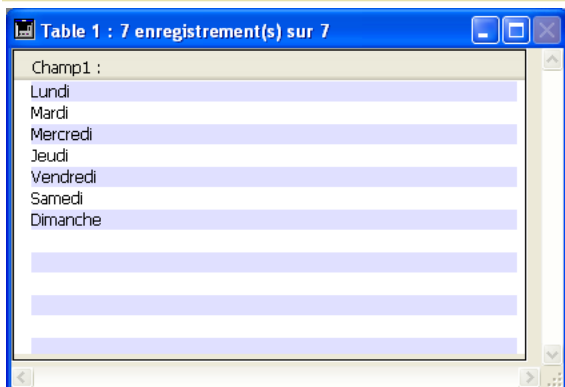 Table 1 : 7 enregistrement(s) sur 7
Champ1 :
Lundi
Mardi
Mercredi
Jeudi
Vendredi
Samedi
Dimanche